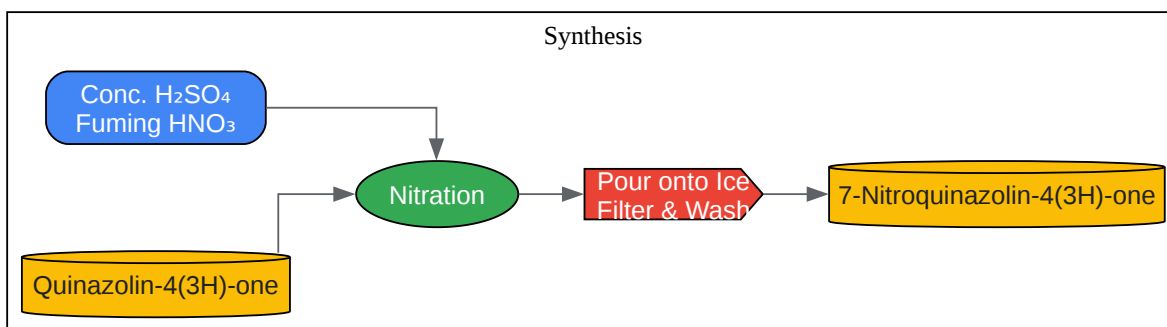 Synthesis
Conc. H₂SO₄
Fuming HNO₃
Nitration
Pour onto Ice
Filter & Wash
7-Nitroquinazolin-4(3H)-one
Quinazolin-4(3H)-one